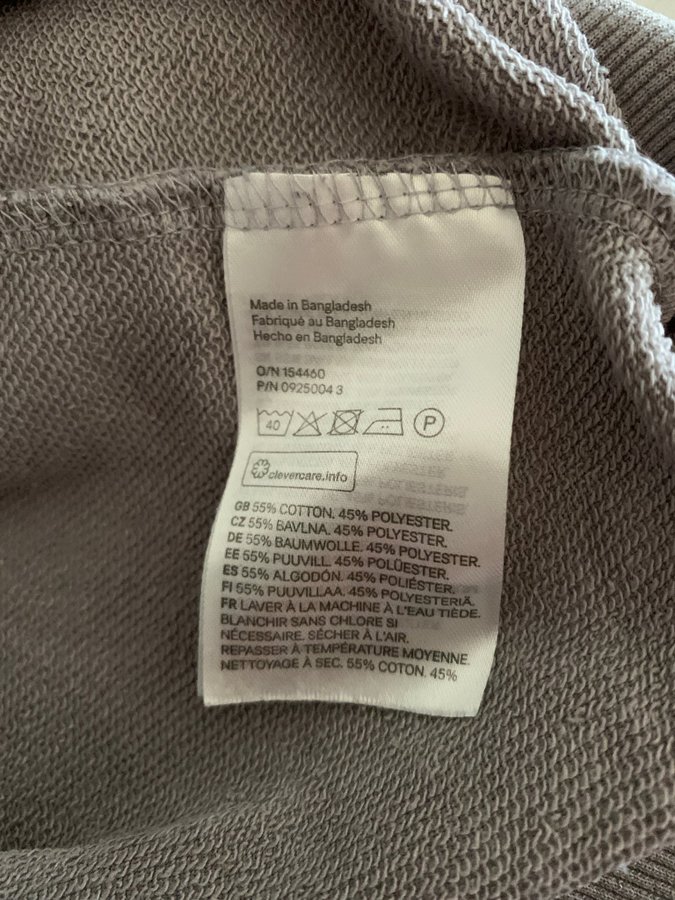 Made in Bangladesh
Fabriqué au Bangladesh
Hecho en Bangladesh
O/N 154460
P/N 0925004 3
40 P
clevercare.info
GB 55% COTTON. 45% POLYESTER.
CZ 55% BAVLNA. 45% POLYESTER.
DE 55% BAUMWOLLE. 45% POLYESTER.
EE 55% PUUVILL. 45% POLÜESTER.
ES 55% ALGODÓN. 45% POLIÉSTER.
FI 55% PUUVILLAA. 45% POLYESTERIÄ.
FR LAVER À LA MACHINE À L'EAU TIÈDE.
BLANCHIR SANS CHLORE SI
NÉCESSAIRE. SÉCHER À L'AIR.
REPASSER À TEMPÉRATURE MOYENNE.
NETTOYAGE À SEC. 55% COTON. 45%